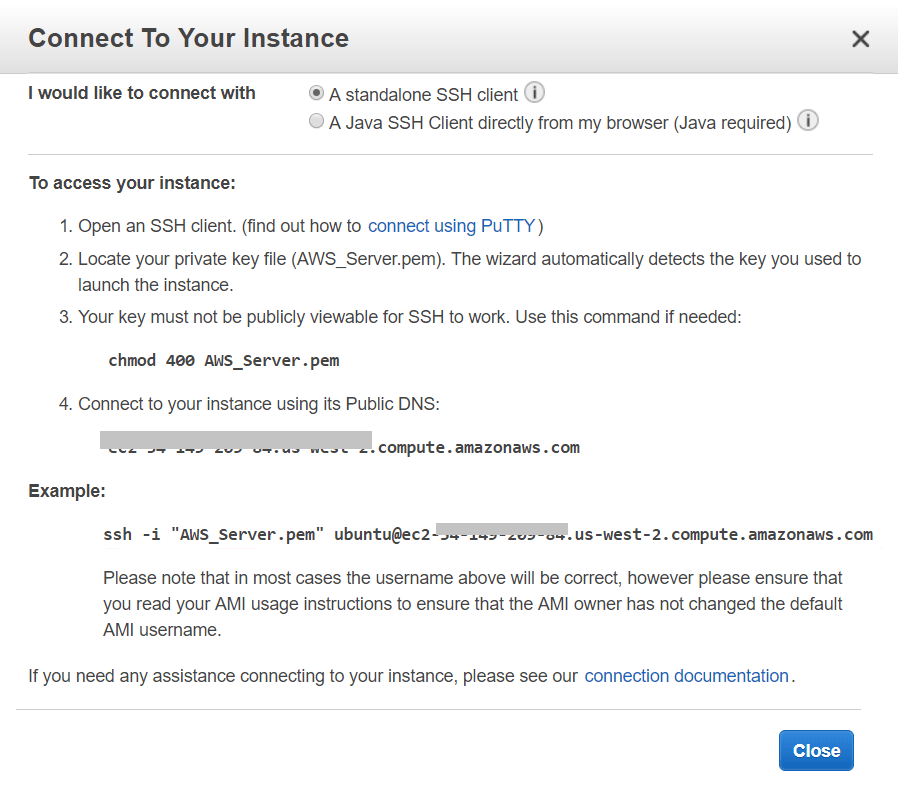 Connect To Your Instance
I would like to connect with
A standalone SSH client
A Java SSH Client directly from my browser (Java required)
To access your instance:
1. Open an SSH client. (find out how to connect using PuTTY)
2. Locate your private key file (AWS_Server.pem). The wizard automatically detects the key you used to
launch the instance.
3. Your key must not be publicly viewable for SSH to work. Use this command if needed:
chmod 400 AWS_Server.pem
4. Connect to your instance using its Public DNS:
.compute.amazonaws.com
Example:
ssh -i "AWS_Server.pem" ubuntu@ec2- .us-west-2.compute.amazonaws.com
Please note that in most cases the username above will be correct, however please ensure that
you read your AMI usage instructions to ensure that the AMI owner has not changed the default
AMI username.
If you need any assistance connecting to your instance, please see our connection documentation.
Close